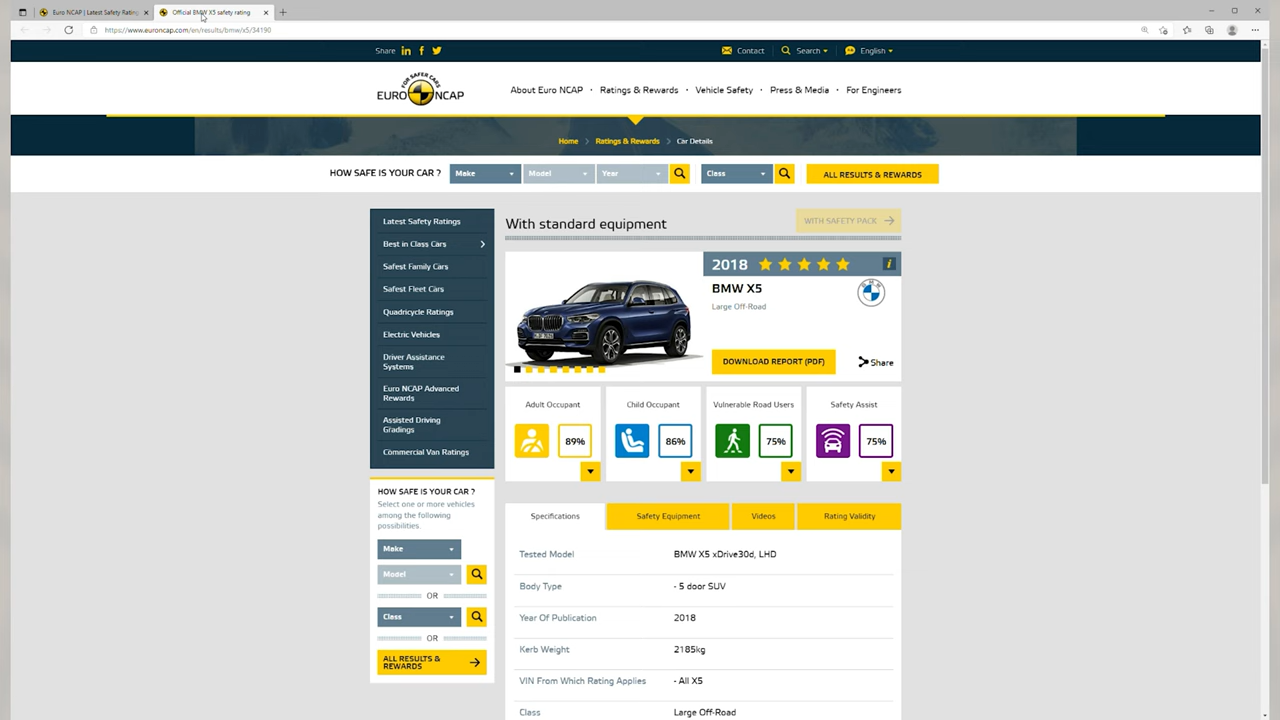 Euro NCAP | Latest Safety Rating
Official BMW X5 safety rating
https://www.euroncap.com/en/results/bmw/x5/34190
Share
Contact
Search
English
FOR SAFER CARS
EURO NCAP
About Euro NCAP · Ratings & Rewards · Vehicle Safety · Press & Media · For Engineers
Home > Ratings & Rewards > Car Details
HOW SAFE IS YOUR CAR ?
Make
Model
Year
Class
ALL RESULTS & REWARDS
Latest Safety Ratings
Best in Class Cars
Safest Family Cars
Safest Fleet Cars
Quadricycle Ratings
Electric Vehicles
Driver Assistance
Systems
Euro NCAP Advanced
Rewards
Assisted Driving
Gradings
Commercial Van Ratings
HOW SAFE IS YOUR CAR ?
Select one or more vehicles
among the following
possibilities.
Make
Model
OR
Class
OR
ALL RESULTS &
REWARDS
With standard equipment
WITH SAFETY PACK
2018
BMW X5
Large Off-Road
DOWNLOAD REPORT (PDF)
Share
Adult Occupant
89%
Child Occupant
86%
Vulnerable Road Users
75%
Safety Assist
75%
Specifications
Safety Equipment
Videos
Rating Validity
Tested Model
BMW X5 xDrive30d, LHD
Body Type
- 5 door SUV
Year Of Publication
2018
Kerb Weight
2185kg
VIN From Which Rating Applies
- All X5
Class
Large Off-Road